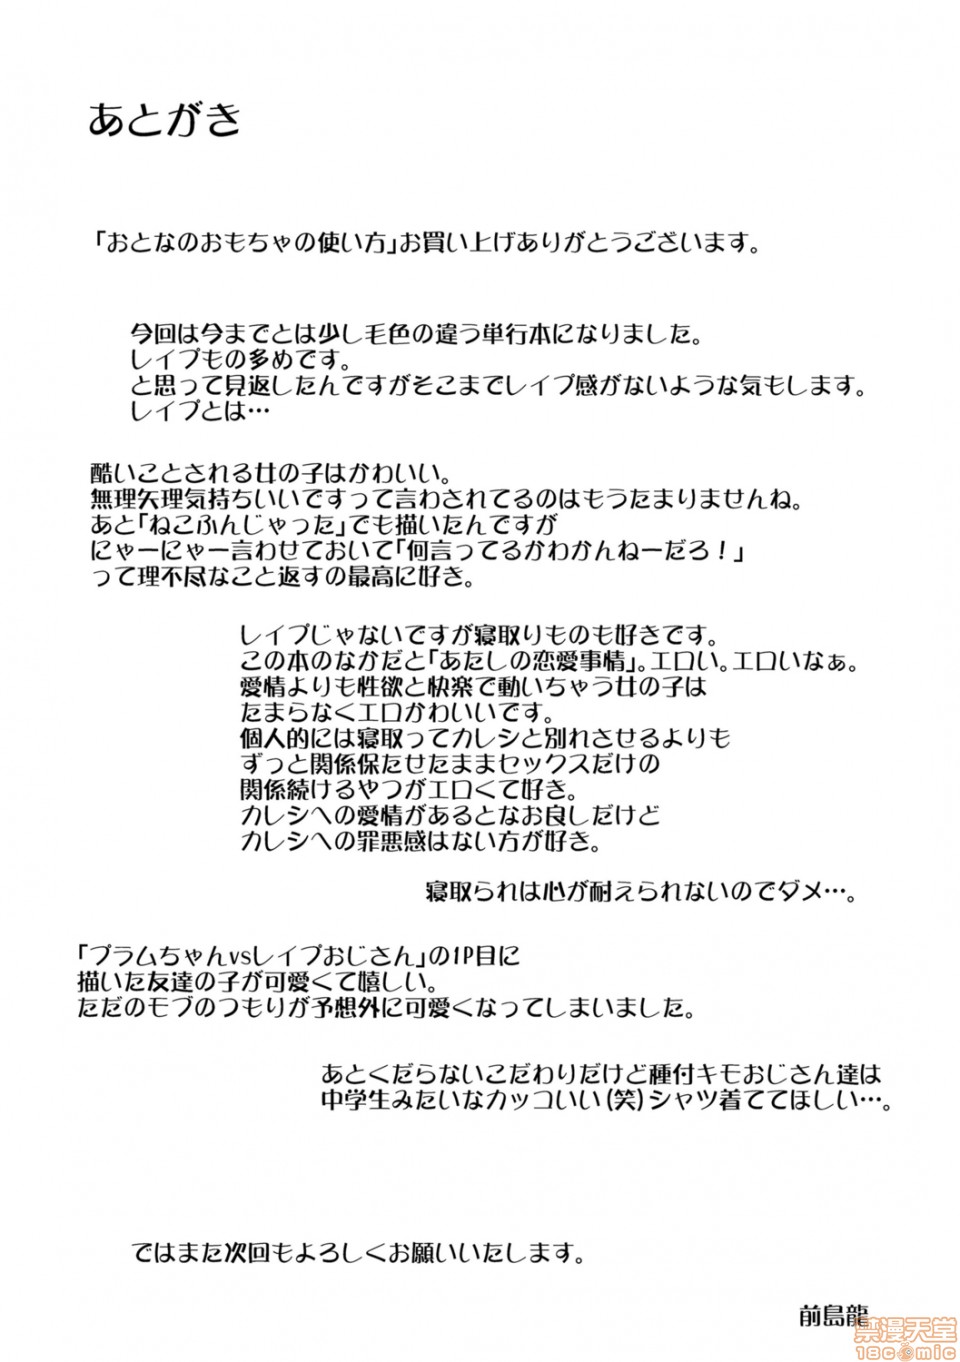 あとがき
「おとなのおもちゃの使い方」お買い上げありがとうございます。
今回は今までとは少し毛色の違う単行本になりました。
レイプもの多めです。
と思って見返したんですがそこまでレイプ感がないような気もします。
レイプとは…
酷いことされる女の子はかわいい。
無理矢理気持ちいいですって言わされてるのはもうたまりませんね。
あと「ねこふんじゃった」でも描いたんですが
にゃーにゃー言わせておいて「何言ってるかわかんねーだろ！」
って理不尽なこと返すの最高に好き。
レイプじゃないですが寝取りものも好きです。
この本のなかだと「あたしの恋愛事情」。エロい。エロいなぁ。
愛情よりも性欲と快楽で動いちゃう女の子は
たまらなくエロかわいいです。
個人的には寝取ってカレシと別れさせるよりも
ずっと関係保たせたままセックスだけの
関係続けるやつがエロくて好き。
カレシへの愛情があるとなお良しだけど
カレシへの罪悪感はない方が好き。
寝取られは心が耐えられないのでダメ…。
「プラムちゃんvsレイプおじさん」の1P目に
描いた友達の子が可愛くて嬉しい。
ただのモブのつもりが予想外に可愛くなってしまいました。
あとくだらないこだわりだけど種付キモおじさん達は
中学生みたいなカッコいい（笑）シャツ着ててほしい…。
ではまた次回もよろしくお願いいたします。
前島龍
禁漫天堂
18comic